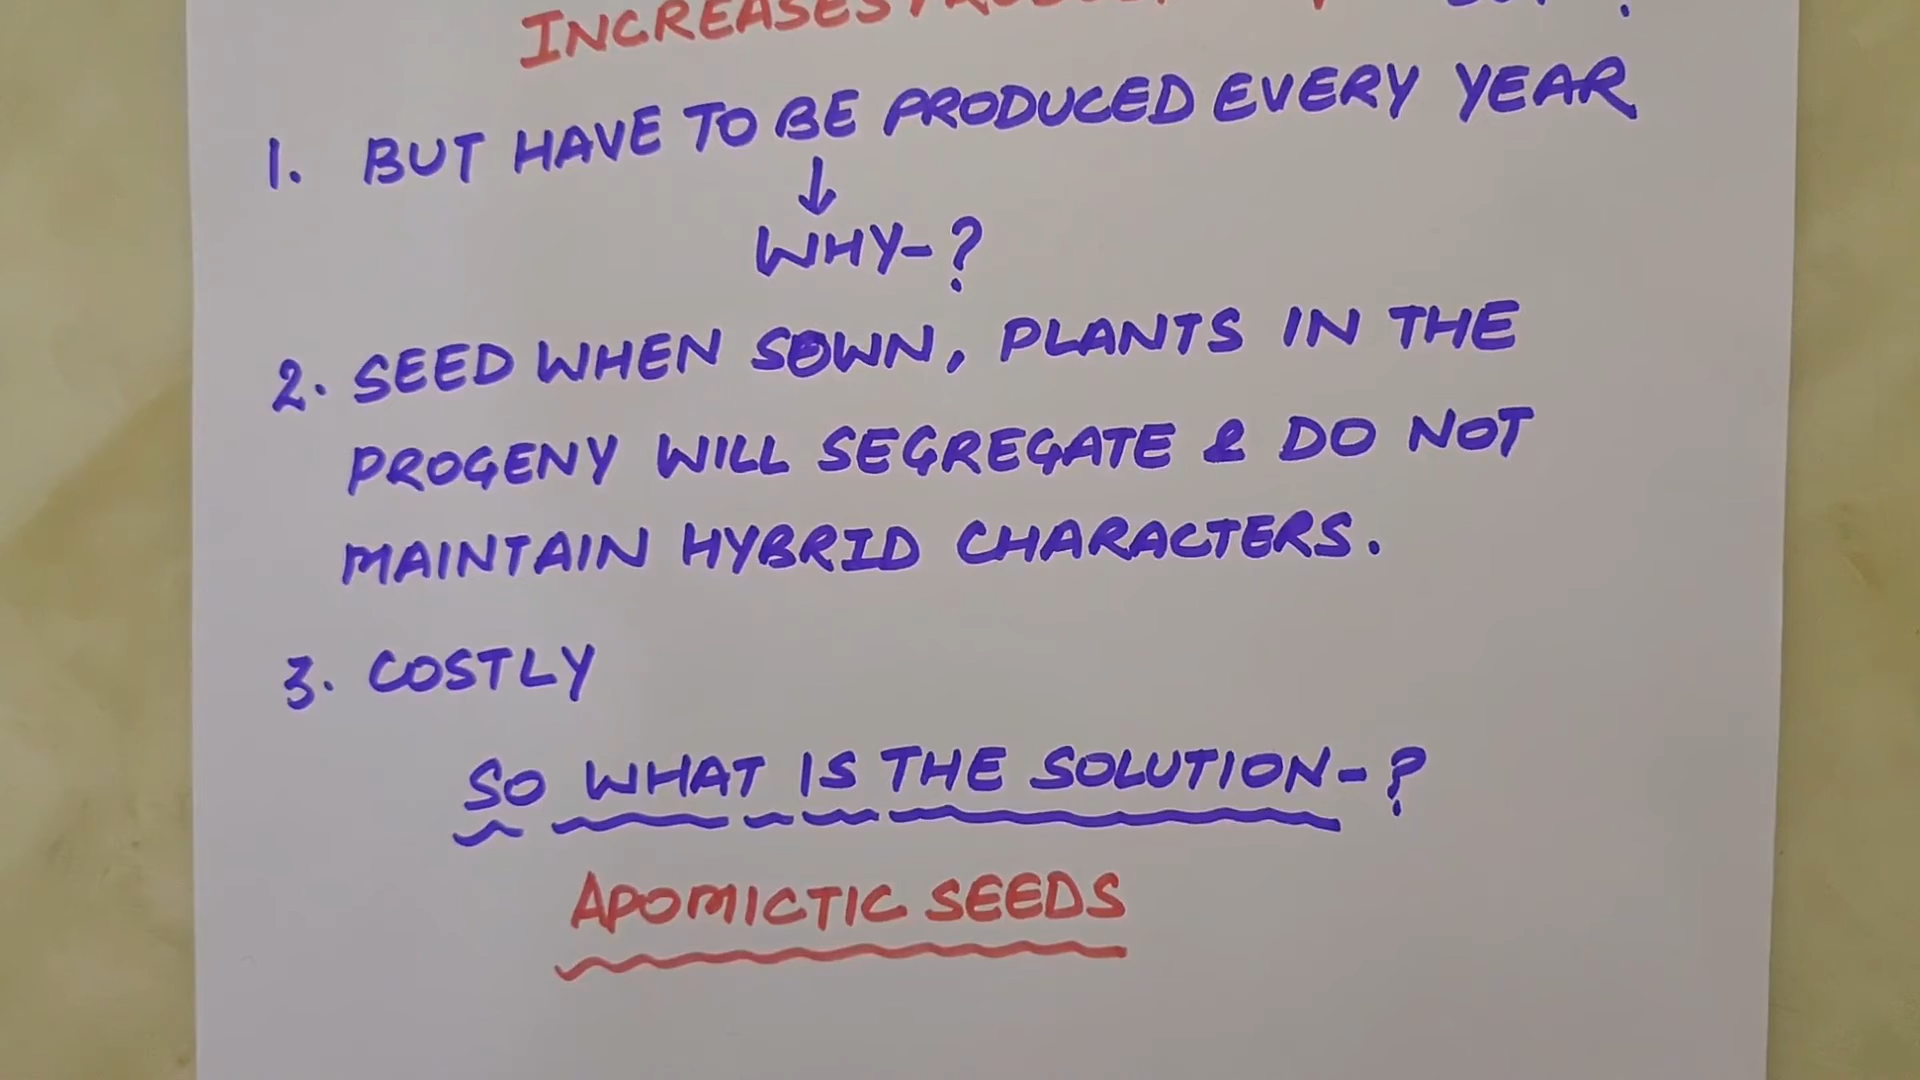 INCREASES
1. BUT HAVE TO BE PRODUCED EVERY YEAR
↓
WHY-?
2. SEED WHEN SOWN, PLANTS IN THE
PROGENY WILL SEGREGATE & DO NOT
MAINTAIN HYBRID CHARACTERS.
3. COSTLY
SO WHAT IS THE SOLUTION-?
APOMICTIC SEEDS